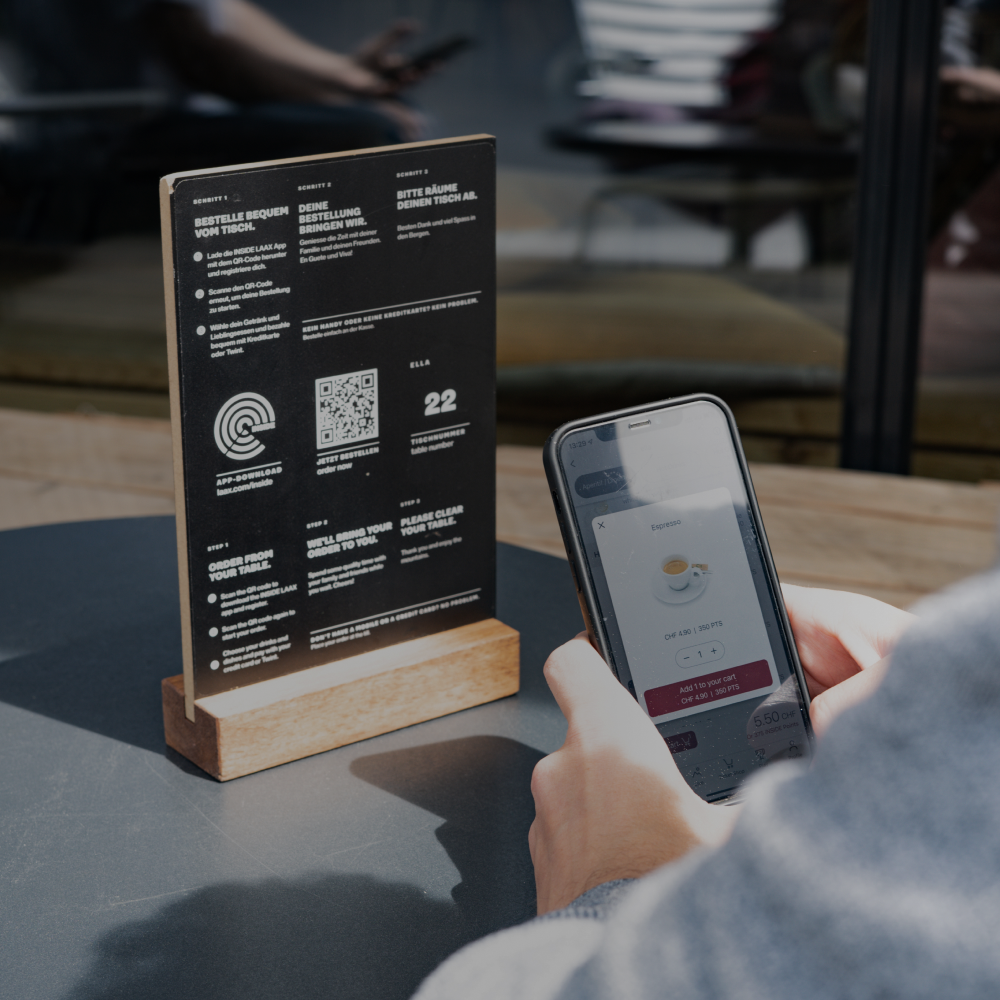 SCHRITT 1
BESTELLE BEQUEM
VOM TISCH.
Lade die INSIDE LAAX App
mit dem QR-Code herunter
und registriere dich.
Scanne den QR-Code
erneut, um deine Bestellung
zu starten.
Wähle dein Getränk und
Lieblingsessen und bezahle
bequem mit Kreditkarte
oder Twint.
SCHRITT 2
DEINE
BESTELLUNG
BRINGEN WIR.
Geniesse die Zeit mit deiner
Familie und deinen Freunden.
En Guete und Viva!
SCHRITT 3
BITTE RÄUME
DEINEN TISCH AB.
Besten Dank und viel Spass in
den Bergen.
KEIN HANDY ODER KEINE KREDITKARTE? KEIN PROBLEM.
Bestelle einfach an der Kasse.
APP-DOWNLOAD
laax.com/inside
JETZT BESTELLEN
order now
ELLA
22
TISCHNUMMER
table number
STEP 1
ORDER FROM
YOUR TABLE.
Scan the QR code to
download the INSIDE LAAX
app and register.
Scan the QR code again to
start your order.
Choose your drinks and
dishes and pay with your
credit card or Twint.
STEP 2
WE'LL BRING YOUR
ORDER TO YOU.
Spend some quality time with
your family and friends while
you wait. Cheers!
STEP 3
PLEASE CLEAR
YOUR TABLE.
Thank you and enjoy the
mountains.
DON'T HAVE A MOBILE OR A CREDIT CARD? NO PROBLEM.
Place your order at the till.
Espresso
CHF 4.90 | 350 PTS
− 1 +
Add 1 to your cart
CHF 4.90 | 350 PTS
5.50 CHF